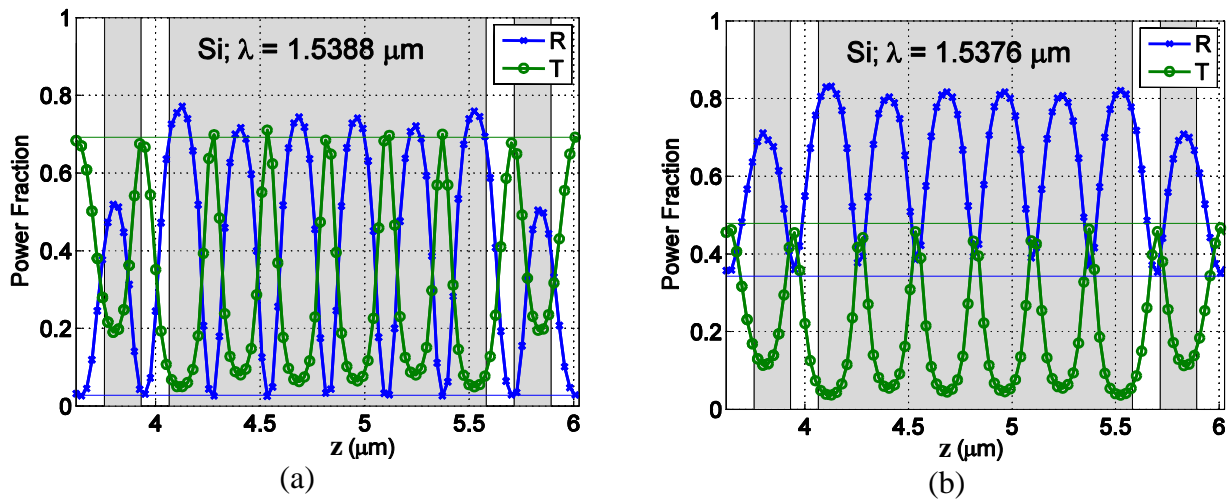 Si; λ = 1.5388 μm
R
T
Power Fraction
1
0.8
0.6
0.4
0.2
0
4
4.5
5
5.5
6
z (μm)
(a)
Si; λ = 1.5376 μm
R
T
Power Fraction
1
0.8
0.6
0.4
0.2
0
4
4.5
5
5.5
6
z (μm)
(b)